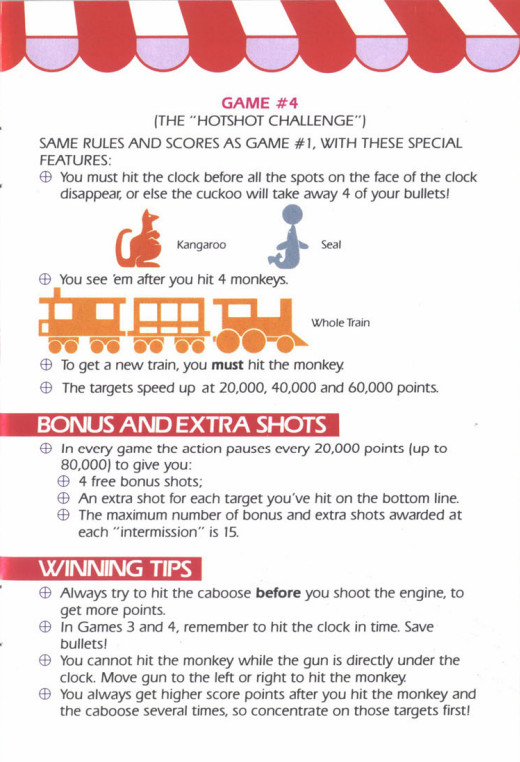 GAME #4
(THE "HOTSHOT CHALLENGE")
SAME RULES AND SCORES AS GAME #1, WITH THESE SPECIAL
FEATURES:
⊕ You must hit the clock before all the spots on the face of the clock
disappear, or else the cuckoo will take away 4 of your bullets!
Kangaroo Seal
⊕ You see 'em after you hit 4 monkeys.
Whole Train
⊕ To get a new train, you must hit the monkey.
⊕ The targets speed up at 20,000, 40,000 and 60,000 points.
BONUS AND EXTRA SHOTS
⊕ In every game the action pauses every 20,000 points (up to
80,000) to give you:
⊕ 4 free bonus shots;
⊕ An extra shot for each target you've hit on the bottom line.
⊕ The maximum number of bonus and extra shots awarded at
each "intermission" is 15.
WINNING TIPS
⊕ Always try to hit the caboose before you shoot the engine, to
get more points.
⊕ In Games 3 and 4, remember to hit the clock in time. Save
bullets!
⊕ You cannot hit the monkey while the gun is directly under the
clock. Move gun to the left or right to hit the monkey.
⊕ You always get higher score points after you hit the monkey and
the caboose several times, so concentrate on those targets first!